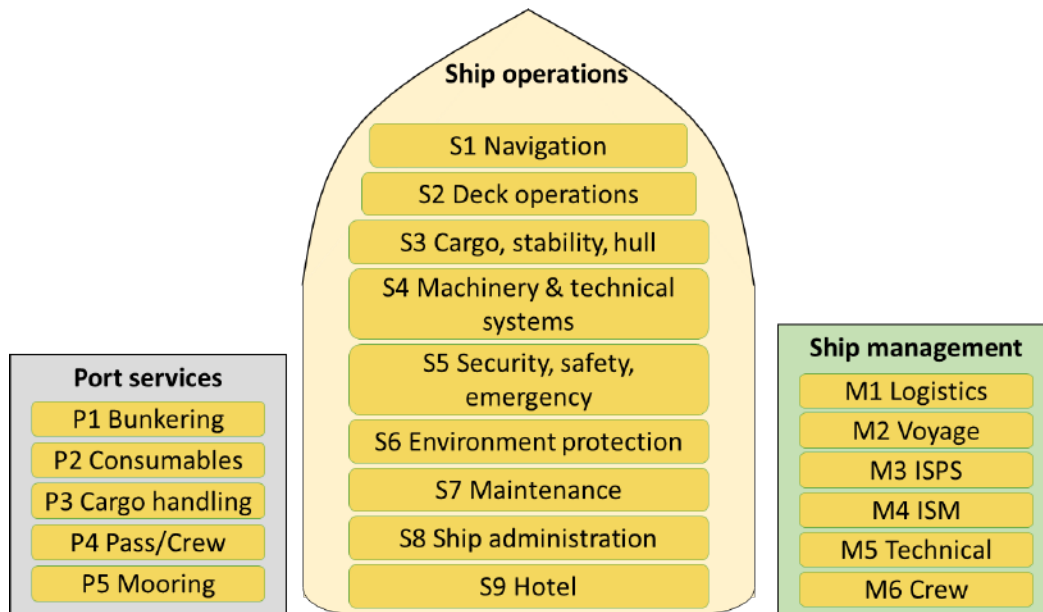 Ship operations
S1 Navigation
S2 Deck operations
S3 Cargo, stability, hull
S4 Machinery & technical
systems
S5 Security, safety,
emergency
S6 Environment protection
S7 Maintenance
S8 Ship administration
S9 Hotel
Port services
P1 Bunkering
P2 Consumables
P3 Cargo handling
P4 Pass/Crew
P5 Mooring
Ship management
M1 Logistics
M2 Voyage
M3 ISPS
M4 ISM
M5 Technical
M6 Crew